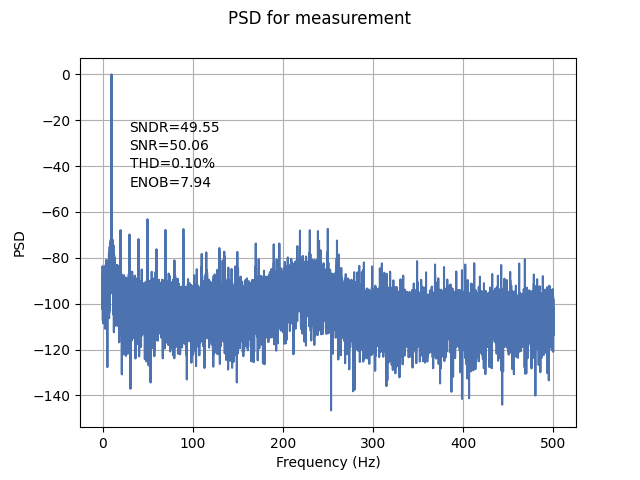 PSD for measurement
0
−20
−40
−60
−80
−100
−120
−140
PSD
SNDR=49.55
SNR=50.06
THD=0.10%
ENOB=7.94
0 100 200 300 400 500
Frequency (Hz)